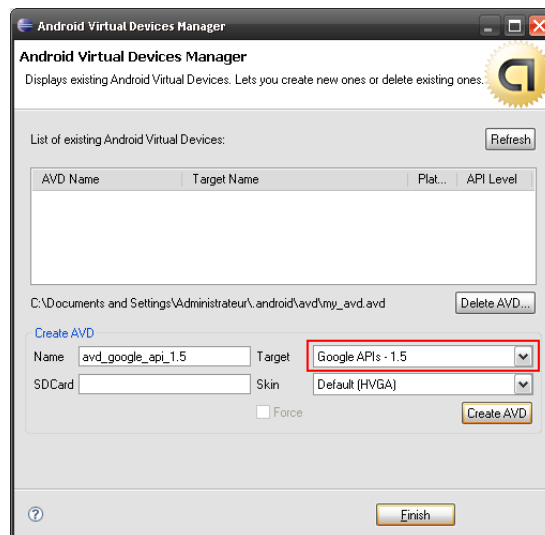 Android Virtual Devices Manager
Android Virtual Devices Manager
Displays existing Android Virtual Devices. Lets you create new ones or delete existing ones.
List of existing Android Virtual Devices:
Refresh
AVD Name Target Name Plat... API Level
C:\Documents and Settings\Administrateur\.android\avd\my_avd.avd
Delete AVD...
Create AVD
Name avd_google_api_1.5 Target Google APIs - 1.5
SDCard Skin Default (HVGA)
Force Create AVD
? Finish